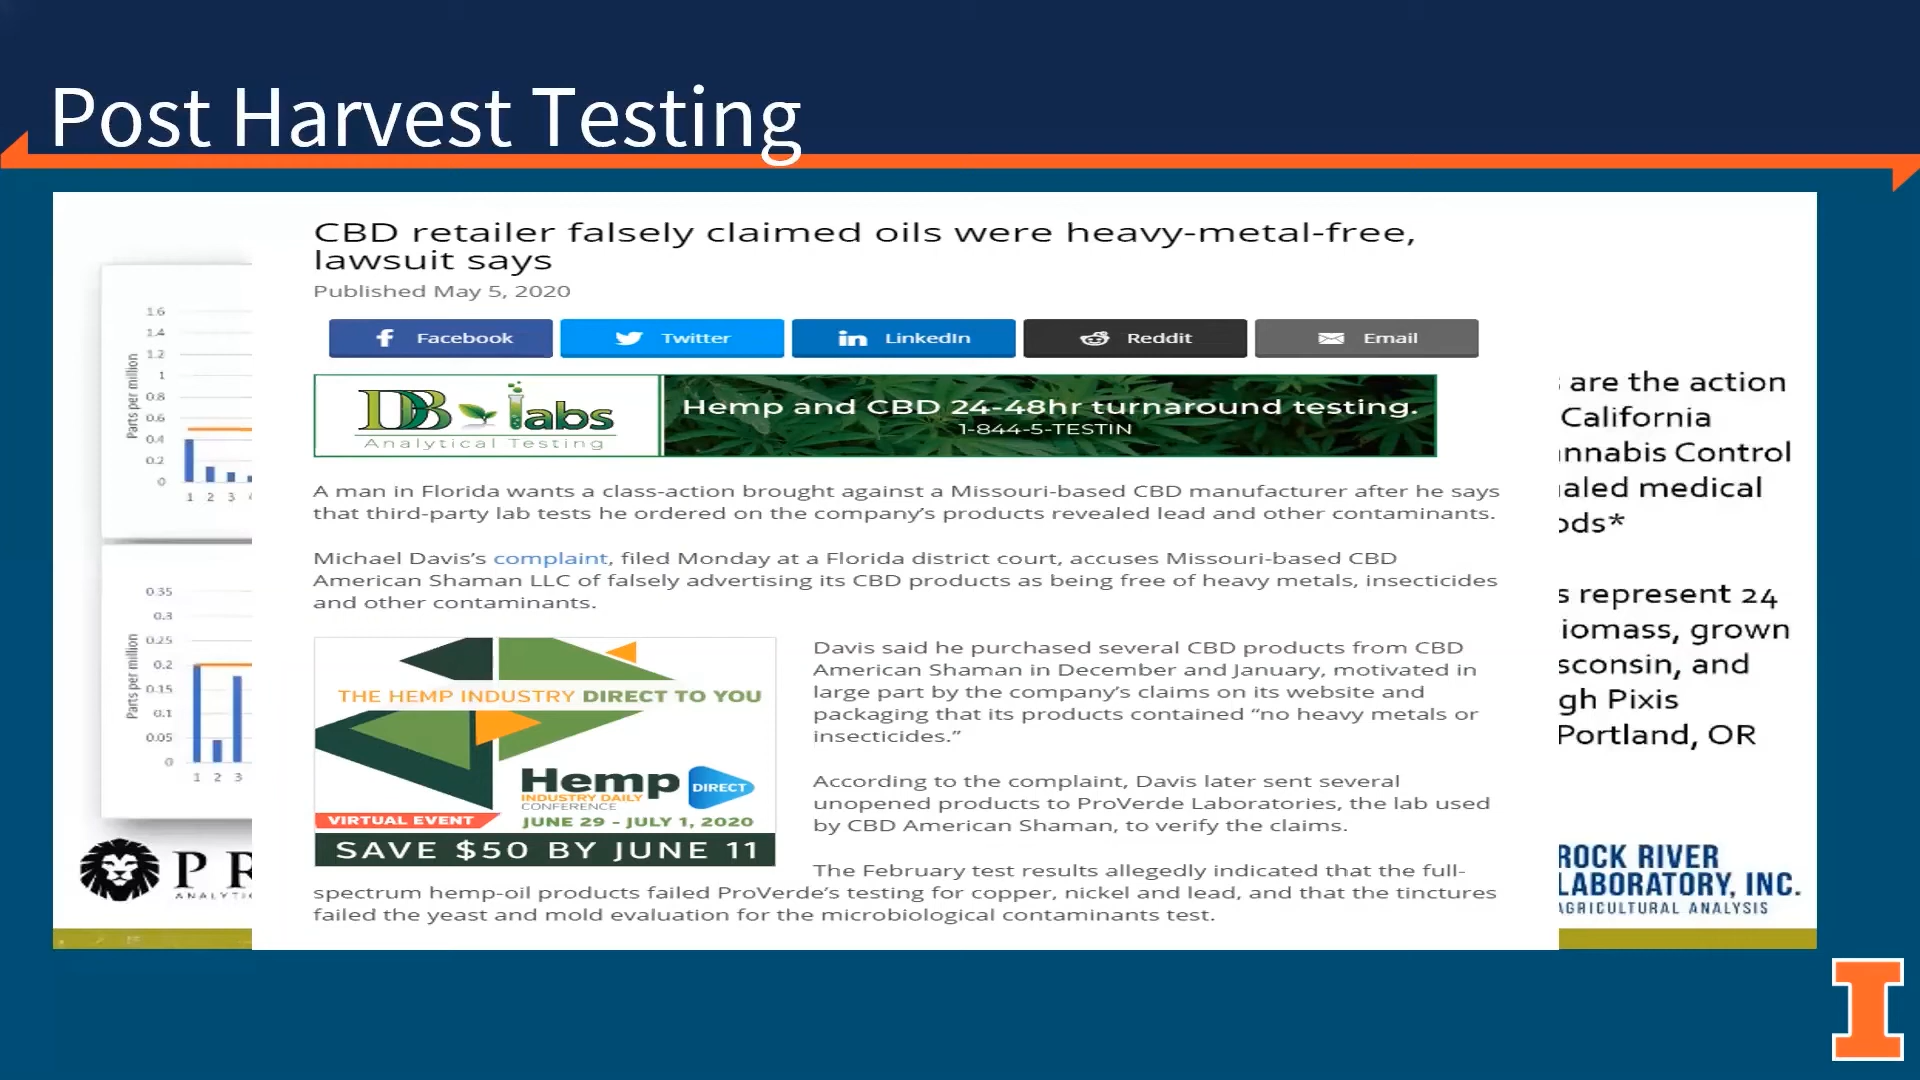 Post Harvest Testing
CBD retailer falsely claimed oils were heavy-metal-free,
lawsuit says
Published May 5, 2020
Facebook
Twitter
LinkedIn
Reddit
Email
DB Labs
Analytical Testing
Hemp and CBD 24-48hr turnaround testing.
1-844-5-TESTIN
A man in Florida wants a class-action brought against a Missouri-based CBD manufacturer after he says
that third-party lab tests he ordered on the company's products revealed lead and other contaminants.
Michael Davis's complaint, filed Monday at a Florida district court, accuses Missouri-based CBD
American Shaman LLC of falsely advertising its CBD products as being free of heavy metals, insecticides
and other contaminants.
THE HEMP INDUSTRY DIRECT TO YOU
Hemp DIRECT
INDUSTRY DAILY
CONFERENCE
VIRTUAL EVENT
JUNE 29 - JULY 1, 2020
SAVE $50 BY JUNE 11
Davis said he purchased several CBD products from CBD
American Shaman in December and January, motivated in
large part by the company's claims on its website and
packaging that its products contained “no heavy metals or
insecticides.”
According to the complaint, Davis later sent several
unopened products to ProVerde Laboratories, the lab used
by CBD American Shaman, to verify the claims.
The February test results allegedly indicated that the full-
spectrum hemp-oil products failed ProVerde's testing for copper, nickel and lead, and that the tinctures
failed the yeast and mold evaluation for the microbiological contaminants test.
Parts per million
1.6
1.4
1.2
1
0.8
0.6
0.4
0.2
0
1 2 3
Parts per million
0.35
0.3
0.25
0.2
0.15
0.1
0.05
0
1 2 3
PR
ANALYTI
are the action
California
nnabis Control
aled medical
ods*
s represent 24
iomass, grown
sconsin, and
gh Pixis
Portland, OR
ROCK RIVER
LABORATORY, INC.
AGRICULTURAL ANALYSIS
I